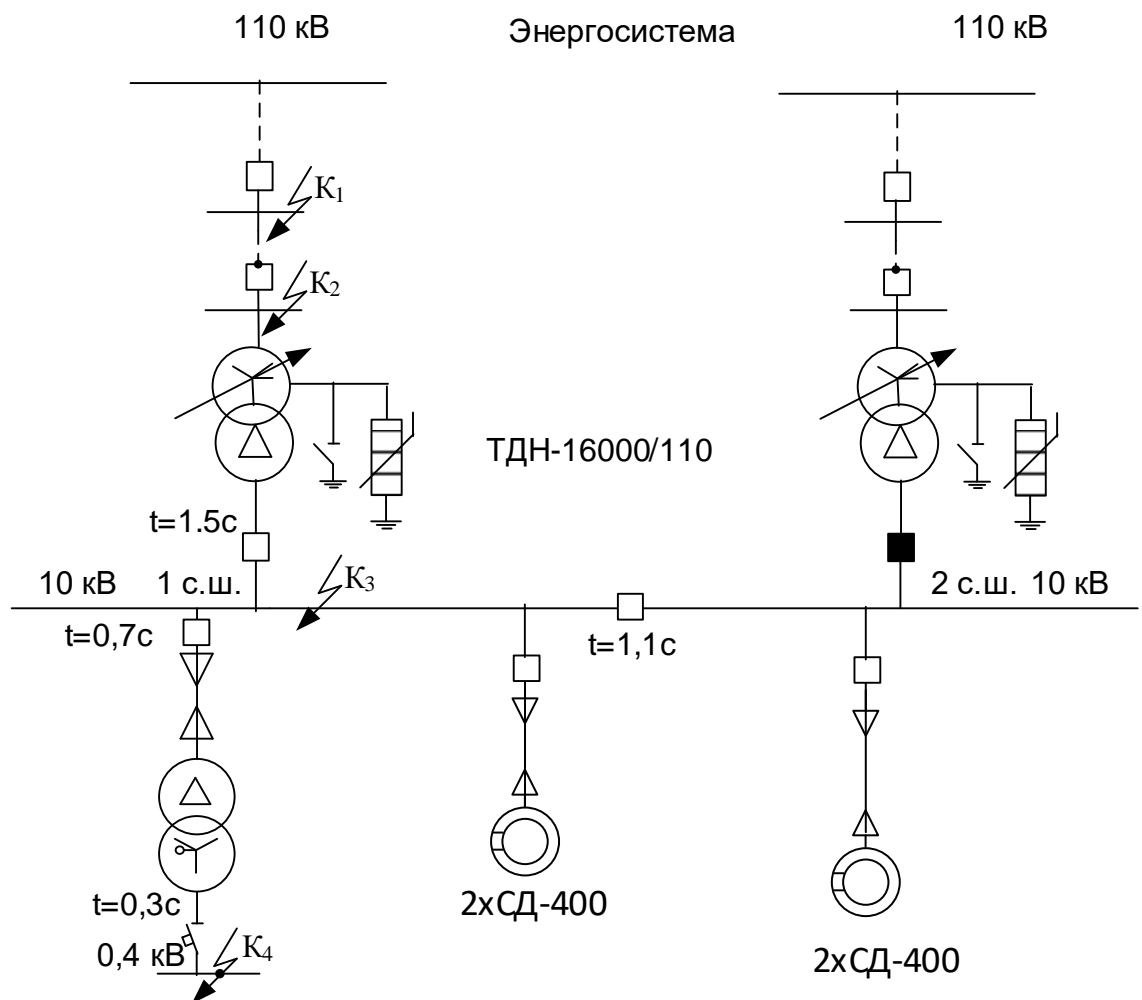 110 кВ
Энергосистема
110 кВ
К1
К2
ТДН-16000/110
t=1.5с
10 кВ
1 с.ш.
К3
2 с.ш.
10 кВ
t=0,7с
t=1,1с
2хСД-400
t=0,3с
0,4 кВ
К4
2хСД-400